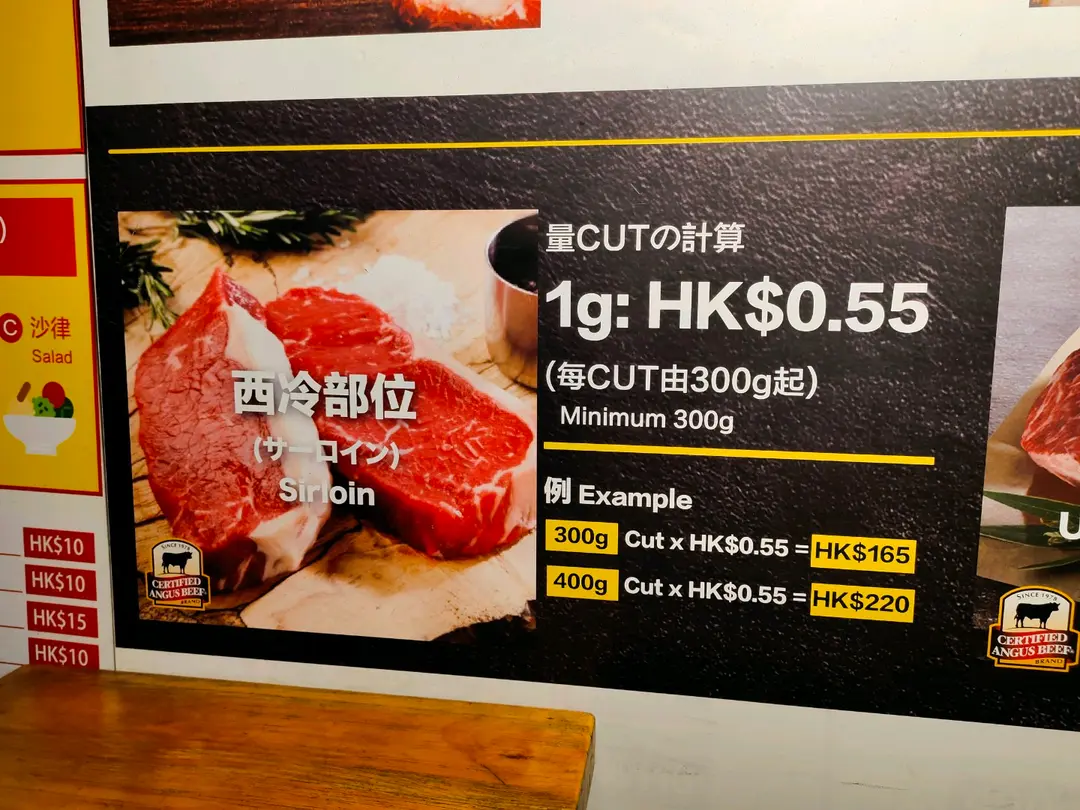 )
C 沙律
Salad
HK$10
HK$10
HK$15
HK$10
西冷部位
(サーロイン)
Sirloin
SINCE 1978
CERTIFIED
ANGUS BEEF
BRAND
量CUTの計算
1g: HK$0.55
(每CUT由300g起)
Minimum 300g
例 Example
300g Cut x HK$0.55 = HK$165
400g Cut x HK$0.55 = HK$220
U
SINCE 1978
CERTIFIED
ANGUS BEEF
BRAND